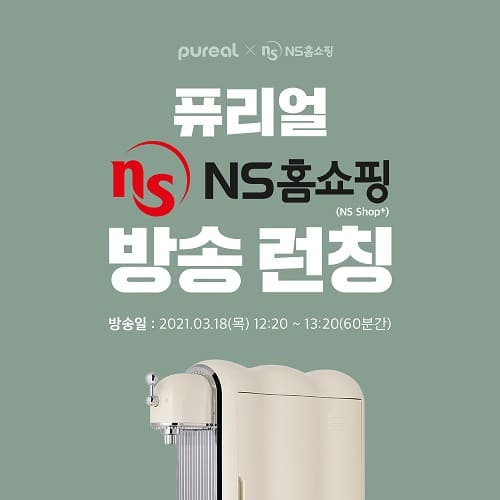 pureal × ns NS홈쇼핑
퓨리얼
ns NS홈쇼핑
(NS Shop+)
방송 런칭
방송일 : 2021.03.18(목) 12:20 ~ 13:20(60분간)